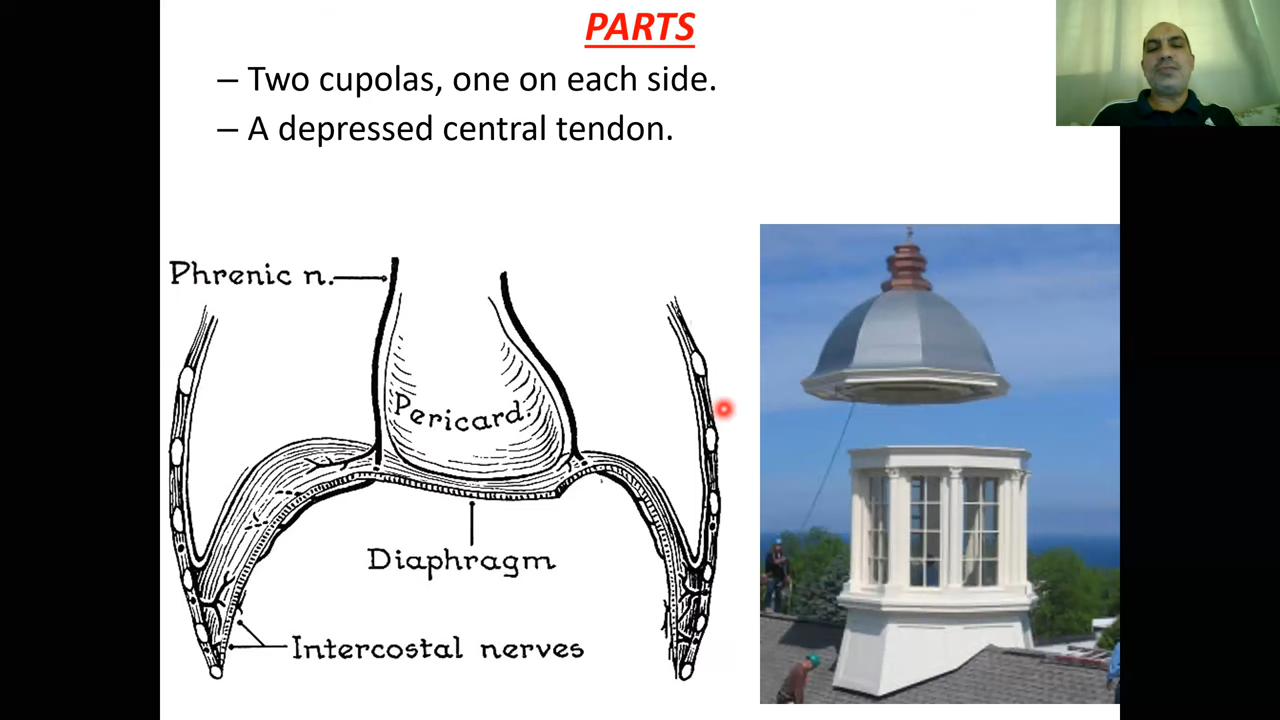 PARTS
– Two cupolas, one on each side.
– A depressed central tendon.
Phrenic n.
Pericard.
Diaphragm
Intercostal nerves